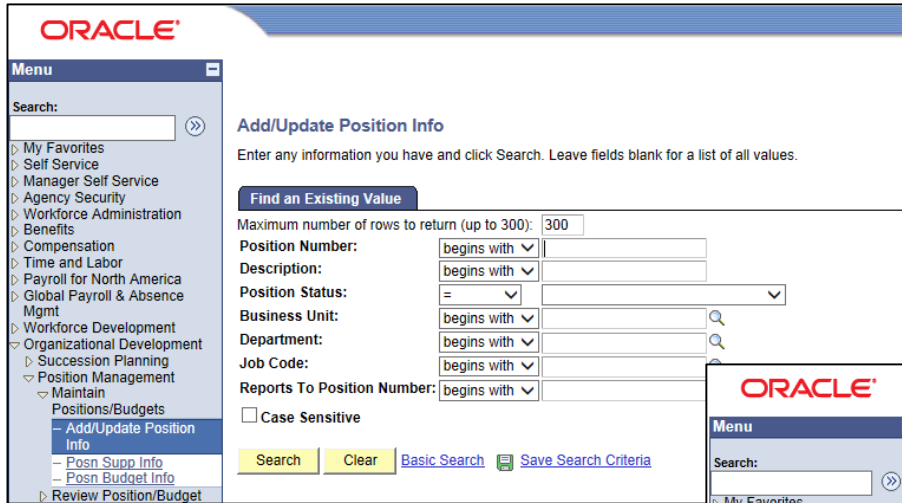 ORACLE®
Menu
Search:
My Favorites
Self Service
Manager Self Service
Agency Security
Workforce Administration
Benefits
Compensation
Time and Labor
Payroll for North America
Global Payroll & Absence
Mgmt
Workforce Development
Organizational Development
Succession Planning
Position Management
Maintain
Positions/Budgets
– Add/Update Position
Info
– Posn Supp Info
– Posn Budget Info
Review Position/Budget
Add/Update Position Info
Enter any information you have and click Search. Leave fields blank for a list of all values.
Find an Existing Value
Maximum number of rows to return (up to 300): 300
Position Number: begins with
Description: begins with
Position Status: =
Business Unit: begins with
Department: begins with
Job Code: begins with
Reports To Position Number: begins with
Case Sensitive
Search Clear Basic Search Save Search Criteria
ORACLE®
Menu
Search:
My Favorites